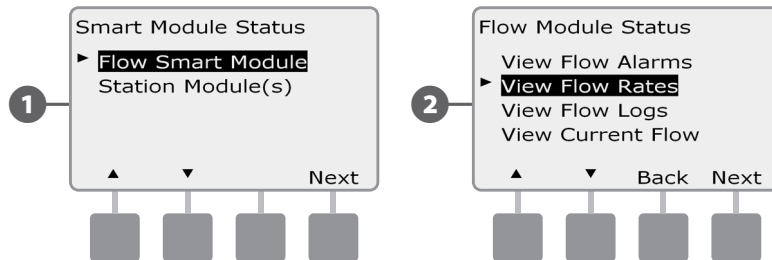 1
Smart Module Status
► Flow Smart Module
Station Module(s)
▲ ▼ Next
2
Flow Module Status
View Flow Alarms
► View Flow Rates
View Flow Logs
View Current Flow
▲ ▼ Back Next